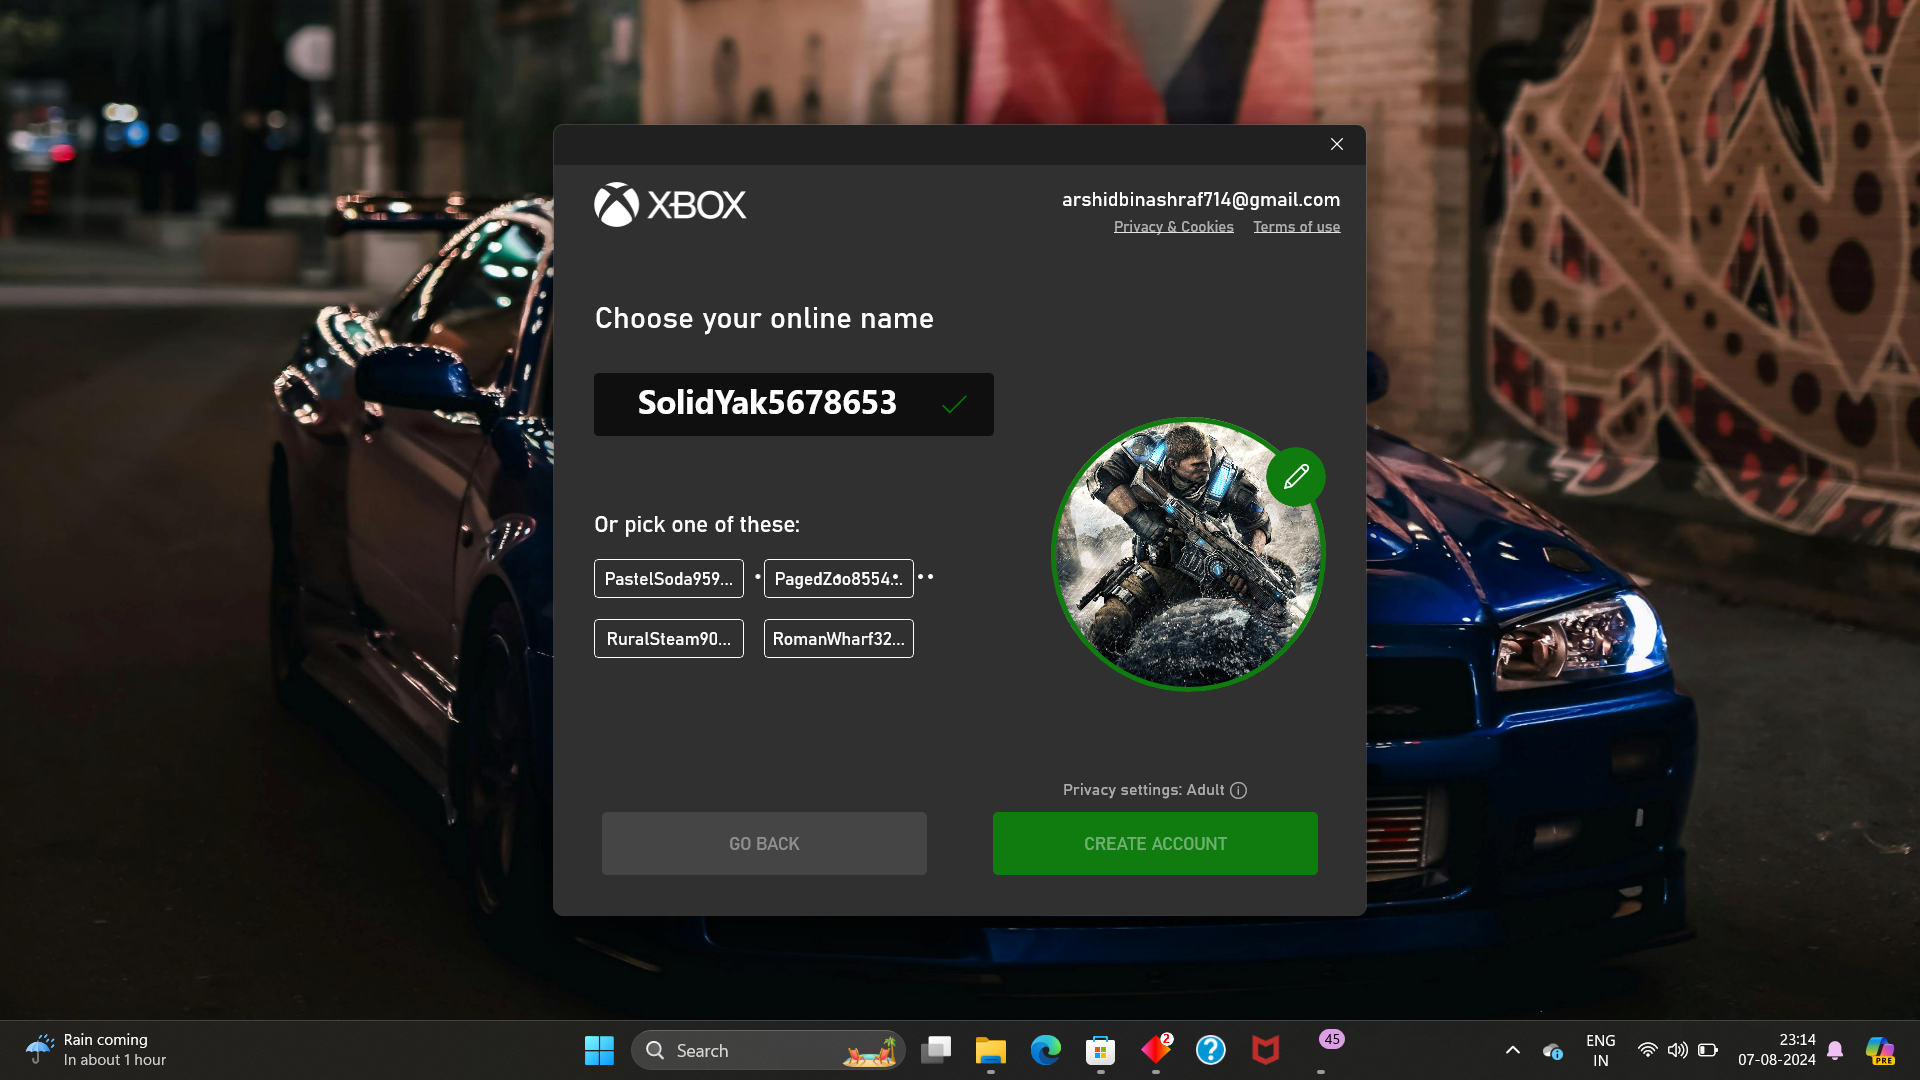 XBOX
arshidbinashraf714@gmail.com
Privacy & Cookies Terms of use
Choose your online name
SolidYak5678653
Or pick one of these:
PastelSoda959... PagedZoo8554...
RuralSteam90... RomanWharf32...
Privacy settings: Adult
GO BACK CREATE ACCOUNT
Rain coming
In about 1 hour
Search
2
45
ENG
IN
23:14
07-08-2024
PRE